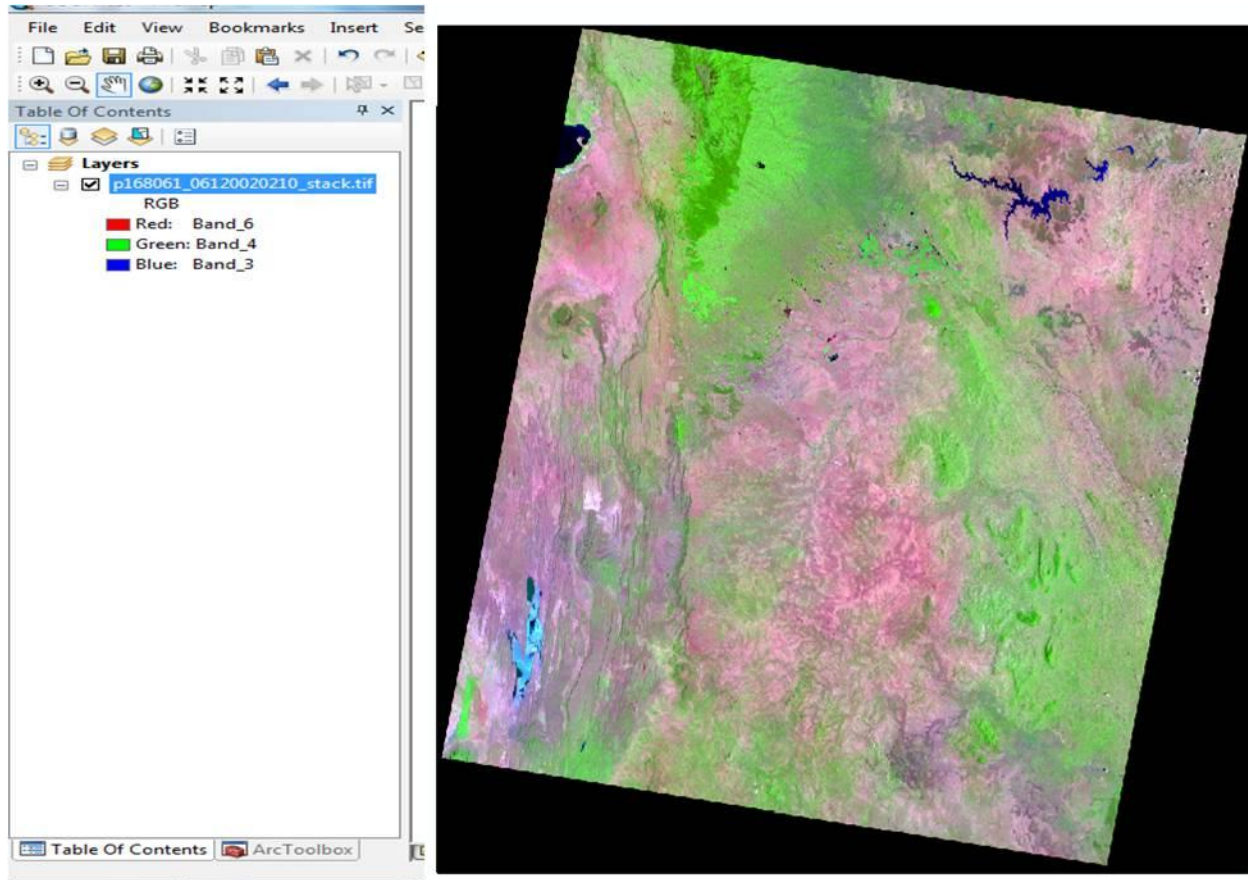 File Edit View Bookmarks Insert Se
Table Of Contents
Layers
p168061_06120020210_stack.tif
RGB
Red: Band_6
Green: Band_4
Blue: Band_3
Table Of Contents ArcToolbox